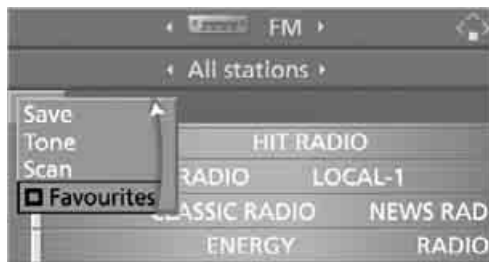 FM
All stations
Save
Tone
Scan
Favourites
HIT RADIO
RADIO LOCAL-1
CLASSIC RADIO NEWS RAD
ENERGY RADIO